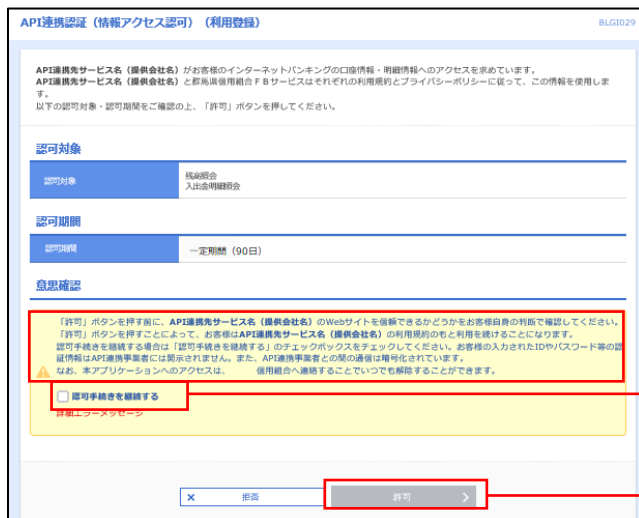 API連携認証（情報アクセス認可）（利用登録）
BLGI029
API連携先サービス名（提供会社名）がお客様のインターネットバンキングの口座情報・明細情報へのアクセスを求めています。
API連携先サービス名（提供会社名）と群馬県信用組合ＦＢサービスはそれぞれの利用規約とプライバシーポリシーに従って、この情報を使用しま
す。
以下の認可対象・認可期間をご確認の上、「許可」ボタンを押してください。
認可対象
認可対象
残高照会
入出金明細照会
認可期間
認可期間
一定期間（90日）
意思確認
「許可」ボタンを押す前に、API連携先サービス名（提供会社名）のWebサイトを信頼できるかどうかをお客様自身の判断で確認してください。
「許可」ボタンを押すことによって、お客様はAPI連携先サービス名（提供会社名）の利用規約のもと利用を続けることになります。
認可手続きを継続する場合は「認可手続きを継続する」のチェックボックスをチェックしてください。お客様の入力されたIDやパスワード等の認
証情報はAPI連携事業者には開示されません。また、API連携事業者との間の通信は暗号化されています。
なお、本アプリケーションへのアクセスは、 信用組合へ連絡することでいつでも解除することができます。
認可手続きを継続する
詳細エラーメッセージ
拒否
許可